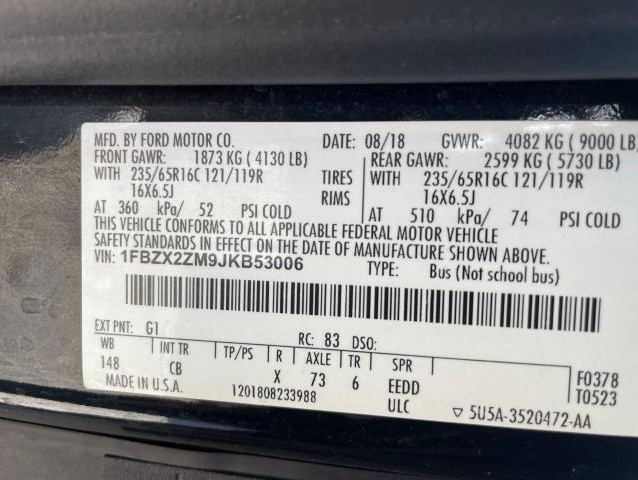 MFD. BY FORD MOTOR CO. DATE: 08/18 GVWR: 4082 KG ( 9000 LB
FRONT GAWR: 1873 KG ( 4130 LB) REAR GAWR: 2599 KG ( 5730 LB)
WITH 235/65R16C 121/119R TIRES WITH 235/65R16C 121/119R
16X6.5J RIMS 16X6.5J
AT 360 kPa/ 52 PSI COLD AT 510 kPa/ 74 PSI COLD
THIS VEHICLE CONFORMS TO ALL APPLICABLE FEDERAL MOTOR VEHICLE
SAFETY STANDARDS IN EFFECT ON THE DATE OF MANUFACTURE SHOWN ABOVE.
VIN: 1FBZX2ZM9JKB53006 TYPE: Bus (Not school bus)
EXT PNT: G1 RC: 83 DSO:
WB INT TR TP/PS R AXLE TR SPR F0378
148 CB X 73 6 EEDD T0523
MADE IN U.S.A. 1201808233988 ULC ▽ 5U5A-3520472-AA